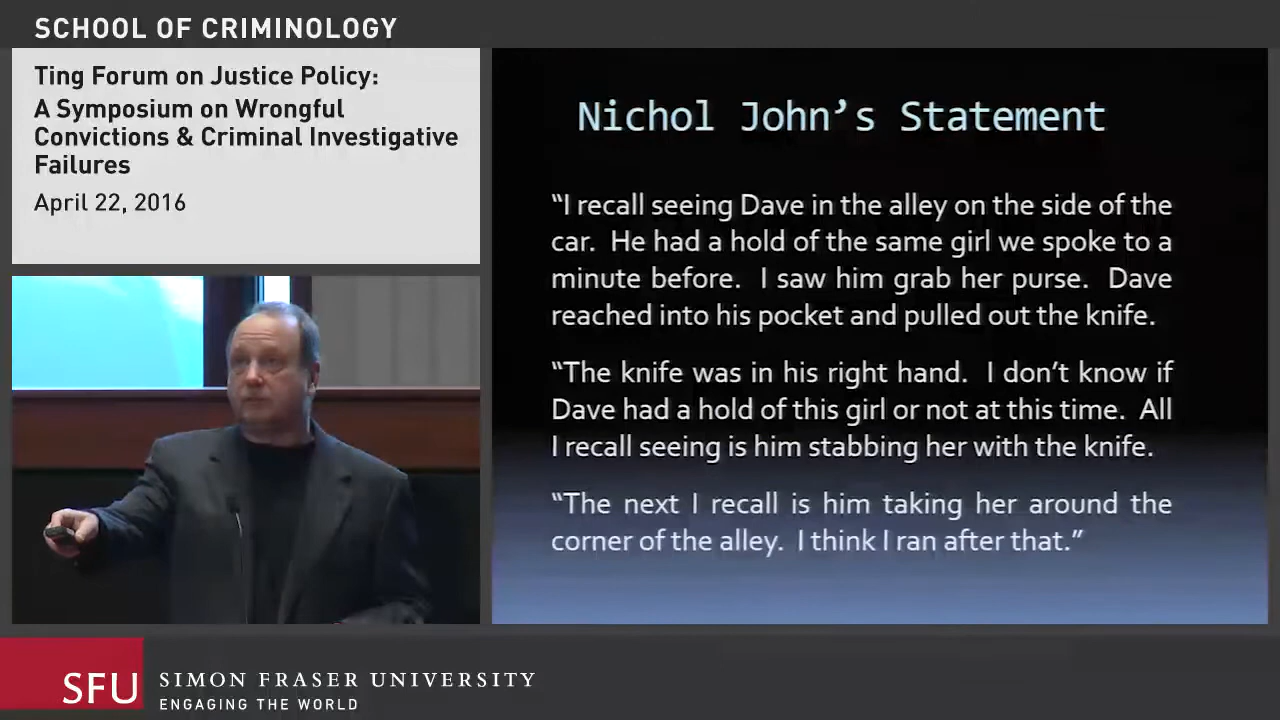 SCHOOL OF CRIMINOLOGY
Ting Forum on Justice Policy:
A Symposium on Wrongful
Convictions & Criminal Investigative
Failures
April 22, 2016
Nichol John’s Statement
“I recall seeing Dave in the alley on the side of the
car. He had a hold of the same girl we spoke to a
minute before. I saw him grab her purse. Dave
reached into his pocket and pulled out the knife.
“The knife was in his right hand. I don’t know if
Dave had a hold of this girl or not at this time. All
I recall seeing is him stabbing her with the knife.
“The next I recall is him taking her around the
corner of the alley. I think I ran after that.”
SFU
SIMON FRASER UNIVERSITY
ENGAGING THE WORLD